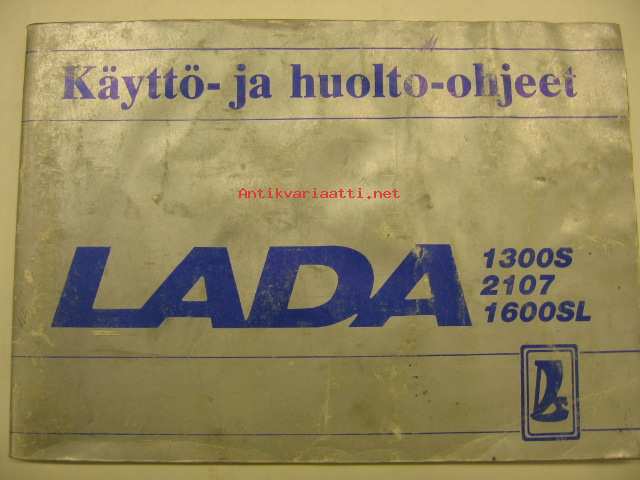 Käyttö- ja huolto-ohjeet
Antikvariaatti.net
LADA
1300S
2107
1600SL